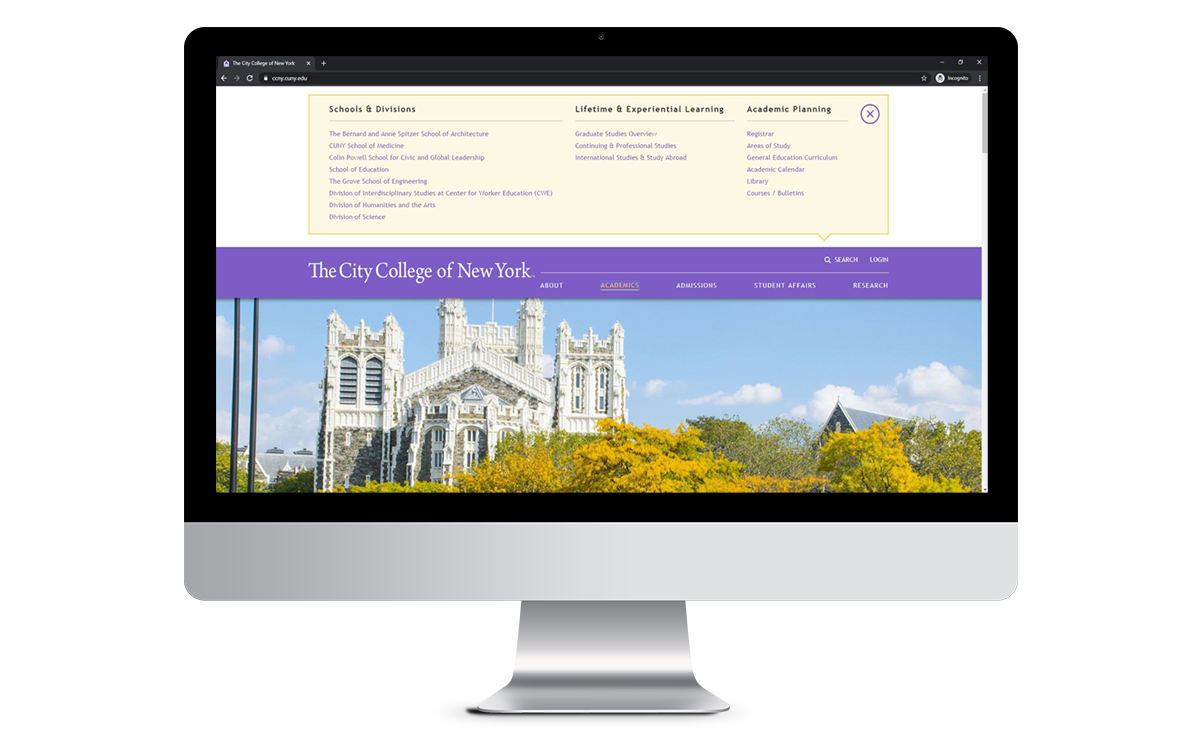 The City College of New York
ccny.cuny.edu
Incognito
Schools & Divisions
The Bernard and Anne Spitzer School of Architecture
CUNY School of Medicine
Colin Powell School for Civic and Global Leadership
School of Education
The Grove School of Engineering
Division of Interdisciplinary Studies at Center for Worker Education (CWE)
Division of Humanities and the Arts
Division of Science
Lifetime & Experiential Learning
Graduate Studies Overview
Continuing & Professional Studies
International Studies & Study Abroad
Academic Planning
Registrar
Areas of Study
General Education Curriculum
Academic Calendar
Library
Courses / Bulletins
SEARCH LOGIN
The City College of New York
ABOUT ACADEMICS ADMISSIONS STUDENT AFFAIRS RESEARCH